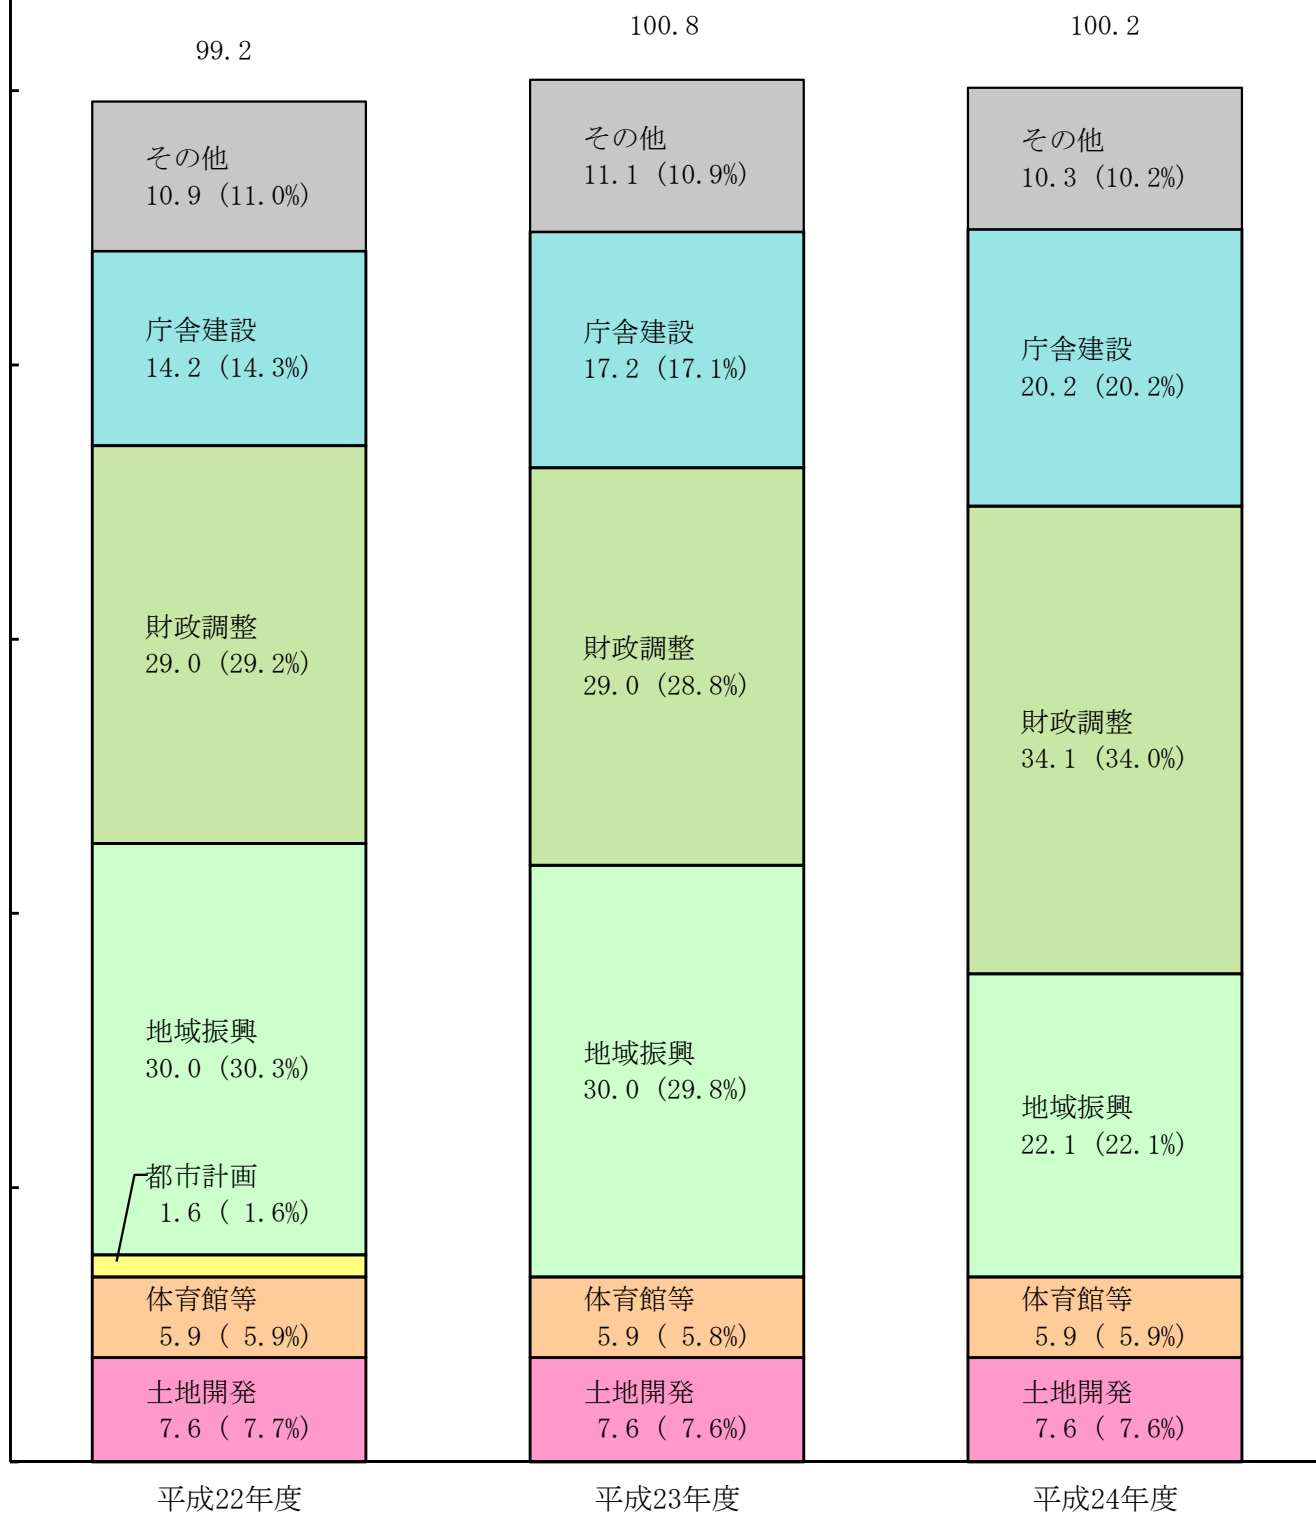 99.2
その他
10.9 (11.0%)
庁舎建設
14.2 (14.3%)
財政調整
29.0 (29.2%)
地域振興
30.0 (30.3%)
都市計画
1.6 ( 1.6%)
体育館等
5.9 ( 5.9%)
土地開発
7.6 ( 7.7%)
平成22年度
100.8
その他
11.1 (10.9%)
庁舎建設
17.2 (17.1%)
財政調整
29.0 (28.8%)
地域振興
30.0 (29.8%)
体育館等
5.9 ( 5.8%)
土地開発
7.6 ( 7.6%)
平成23年度
100.2
その他
10.3 (10.2%)
庁舎建設
20.2 (20.2%)
財政調整
34.1 (34.0%)
地域振興
22.1 (22.1%)
体育館等
5.9 ( 5.9%)
土地開発
7.6 ( 7.6%)
平成24年度